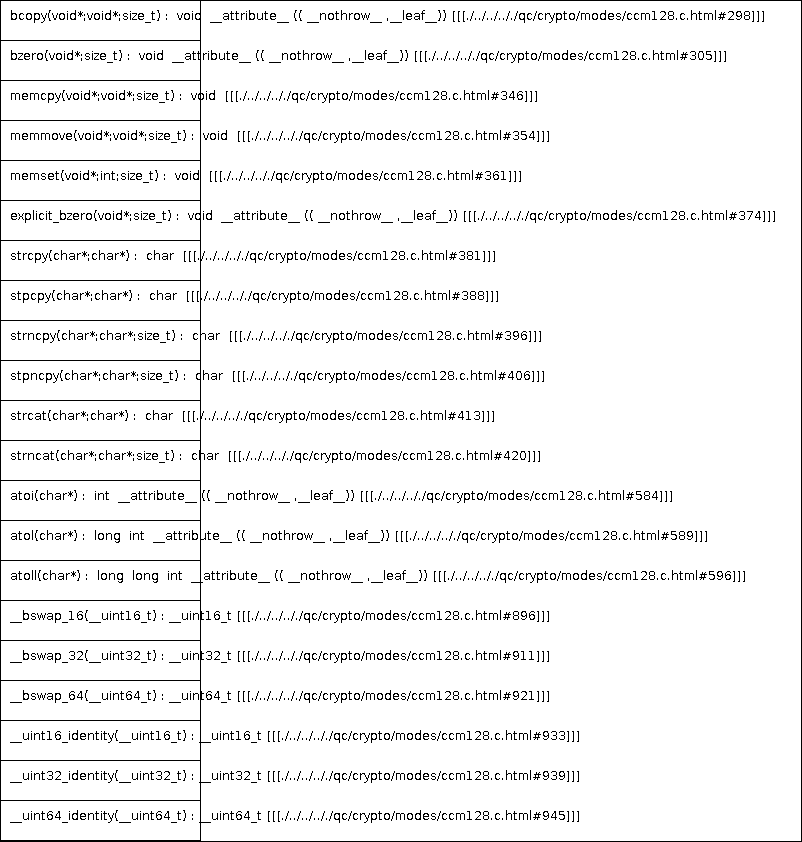 bcopy(void*;void*;size_t) : void __attribute__ (( __nothrow__ ,__leaf__)) [[[./../../../../qc/crypto/modes/ccm128.c.html#298]]]
bzero(void*;size_t) : void __attribute__ (( __nothrow__ ,__leaf__)) [[[./../../../../qc/crypto/modes/ccm128.c.html#305]]]
memcpy(void*;void*;size_t) : void [[[./../../../../qc/crypto/modes/ccm128.c.html#346]]]
memmove(void*;void*;size_t) : void [[[./../../../../qc/crypto/modes/ccm128.c.html#354]]]
memset(void*;int;size_t) : void [[[./../../../../qc/crypto/modes/ccm128.c.html#361]]]
explicit_bzero(void*;size_t) : void __attribute__ (( __nothrow__ ,__leaf__)) [[[./../../../../qc/crypto/modes/ccm128.c.html#374]]]
strcpy(char*;char*) : char [[[./../../../../qc/crypto/modes/ccm128.c.html#381]]]
stpcpy(char*;char*) : char [[[./../../../../qc/crypto/modes/ccm128.c.html#388]]]
strncpy(char*;char*;size_t) : char [[[./../../../../qc/crypto/modes/ccm128.c.html#396]]]
stpncpy(char*;char*;size_t) : char [[[./../../../../qc/crypto/modes/ccm128.c.html#406]]]
strcat(char*;char*) : char [[[./../../../../qc/crypto/modes/ccm128.c.html#413]]]
strncat(char*;char*;size_t) : char [[[./../../../../qc/crypto/modes/ccm128.c.html#420]]]
atoi(char*) : int __attribute__ (( __nothrow__ ,__leaf__)) [[[./../../../../qc/crypto/modes/ccm128.c.html#584]]]
atol(char*) : long int __attribute__ (( __nothrow__ ,__leaf__)) [[[./../../../../qc/crypto/modes/ccm128.c.html#589]]]
atoll(char*) : long long int __attribute__ (( __nothrow__ ,__leaf__)) [[[./../../../../qc/crypto/modes/ccm128.c.html#596]]]
__bswap_16(__uint16_t) : __uint16_t [[[./../../../../qc/crypto/modes/ccm128.c.html#896]]]
__bswap_32(__uint32_t) : __uint32_t [[[./../../../../qc/crypto/modes/ccm128.c.html#911]]]
__bswap_64(__uint64_t) : __uint64_t [[[./../../../../qc/crypto/modes/ccm128.c.html#921]]]
__uint16_identity(__uint16_t) : __uint16_t [[[./../../../../qc/crypto/modes/ccm128.c.html#933]]]
__uint32_identity(__uint32_t) : __uint32_t [[[./../../../../qc/crypto/modes/ccm128.c.html#939]]]
__uint64_identity(__uint64_t) : __uint64_t [[[./../../../../qc/crypto/modes/ccm128.c.html#945]]]